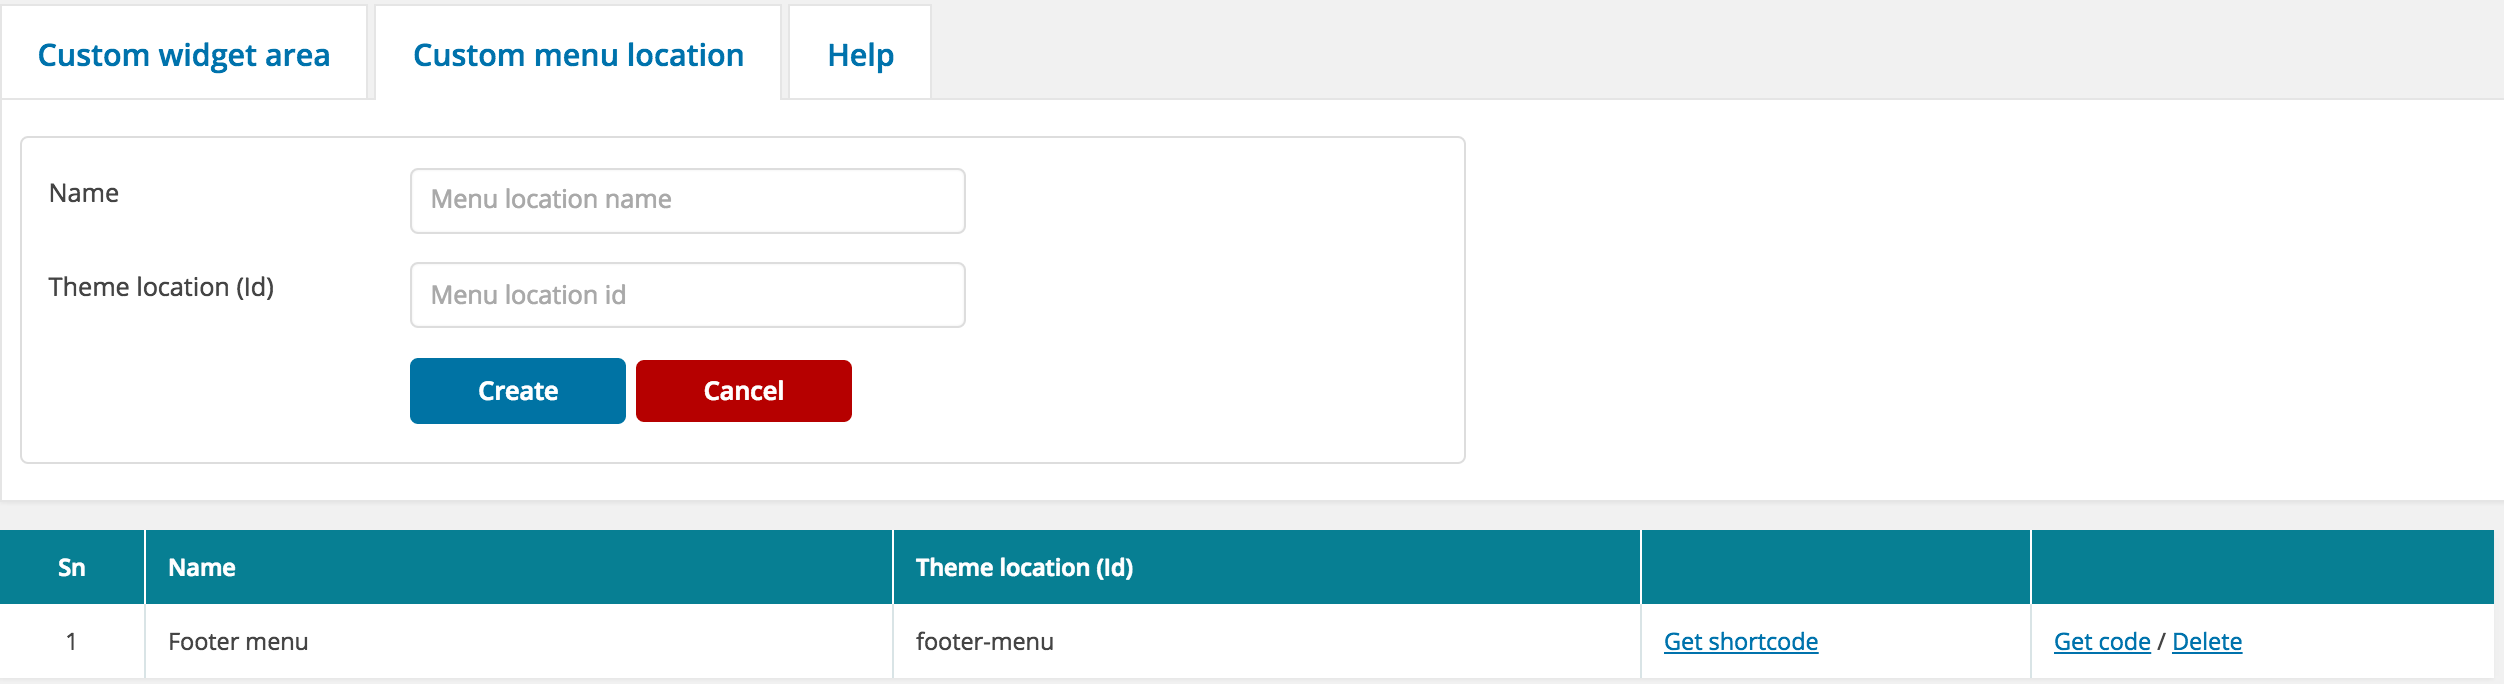 Custom widget area Custom menu location Help
Name Menu location name
Theme location (Id) Menu location id
Create Cancel
Sn Name Theme location (Id)
1 Footer menu footer-menu Get shortcode Get code / Delete